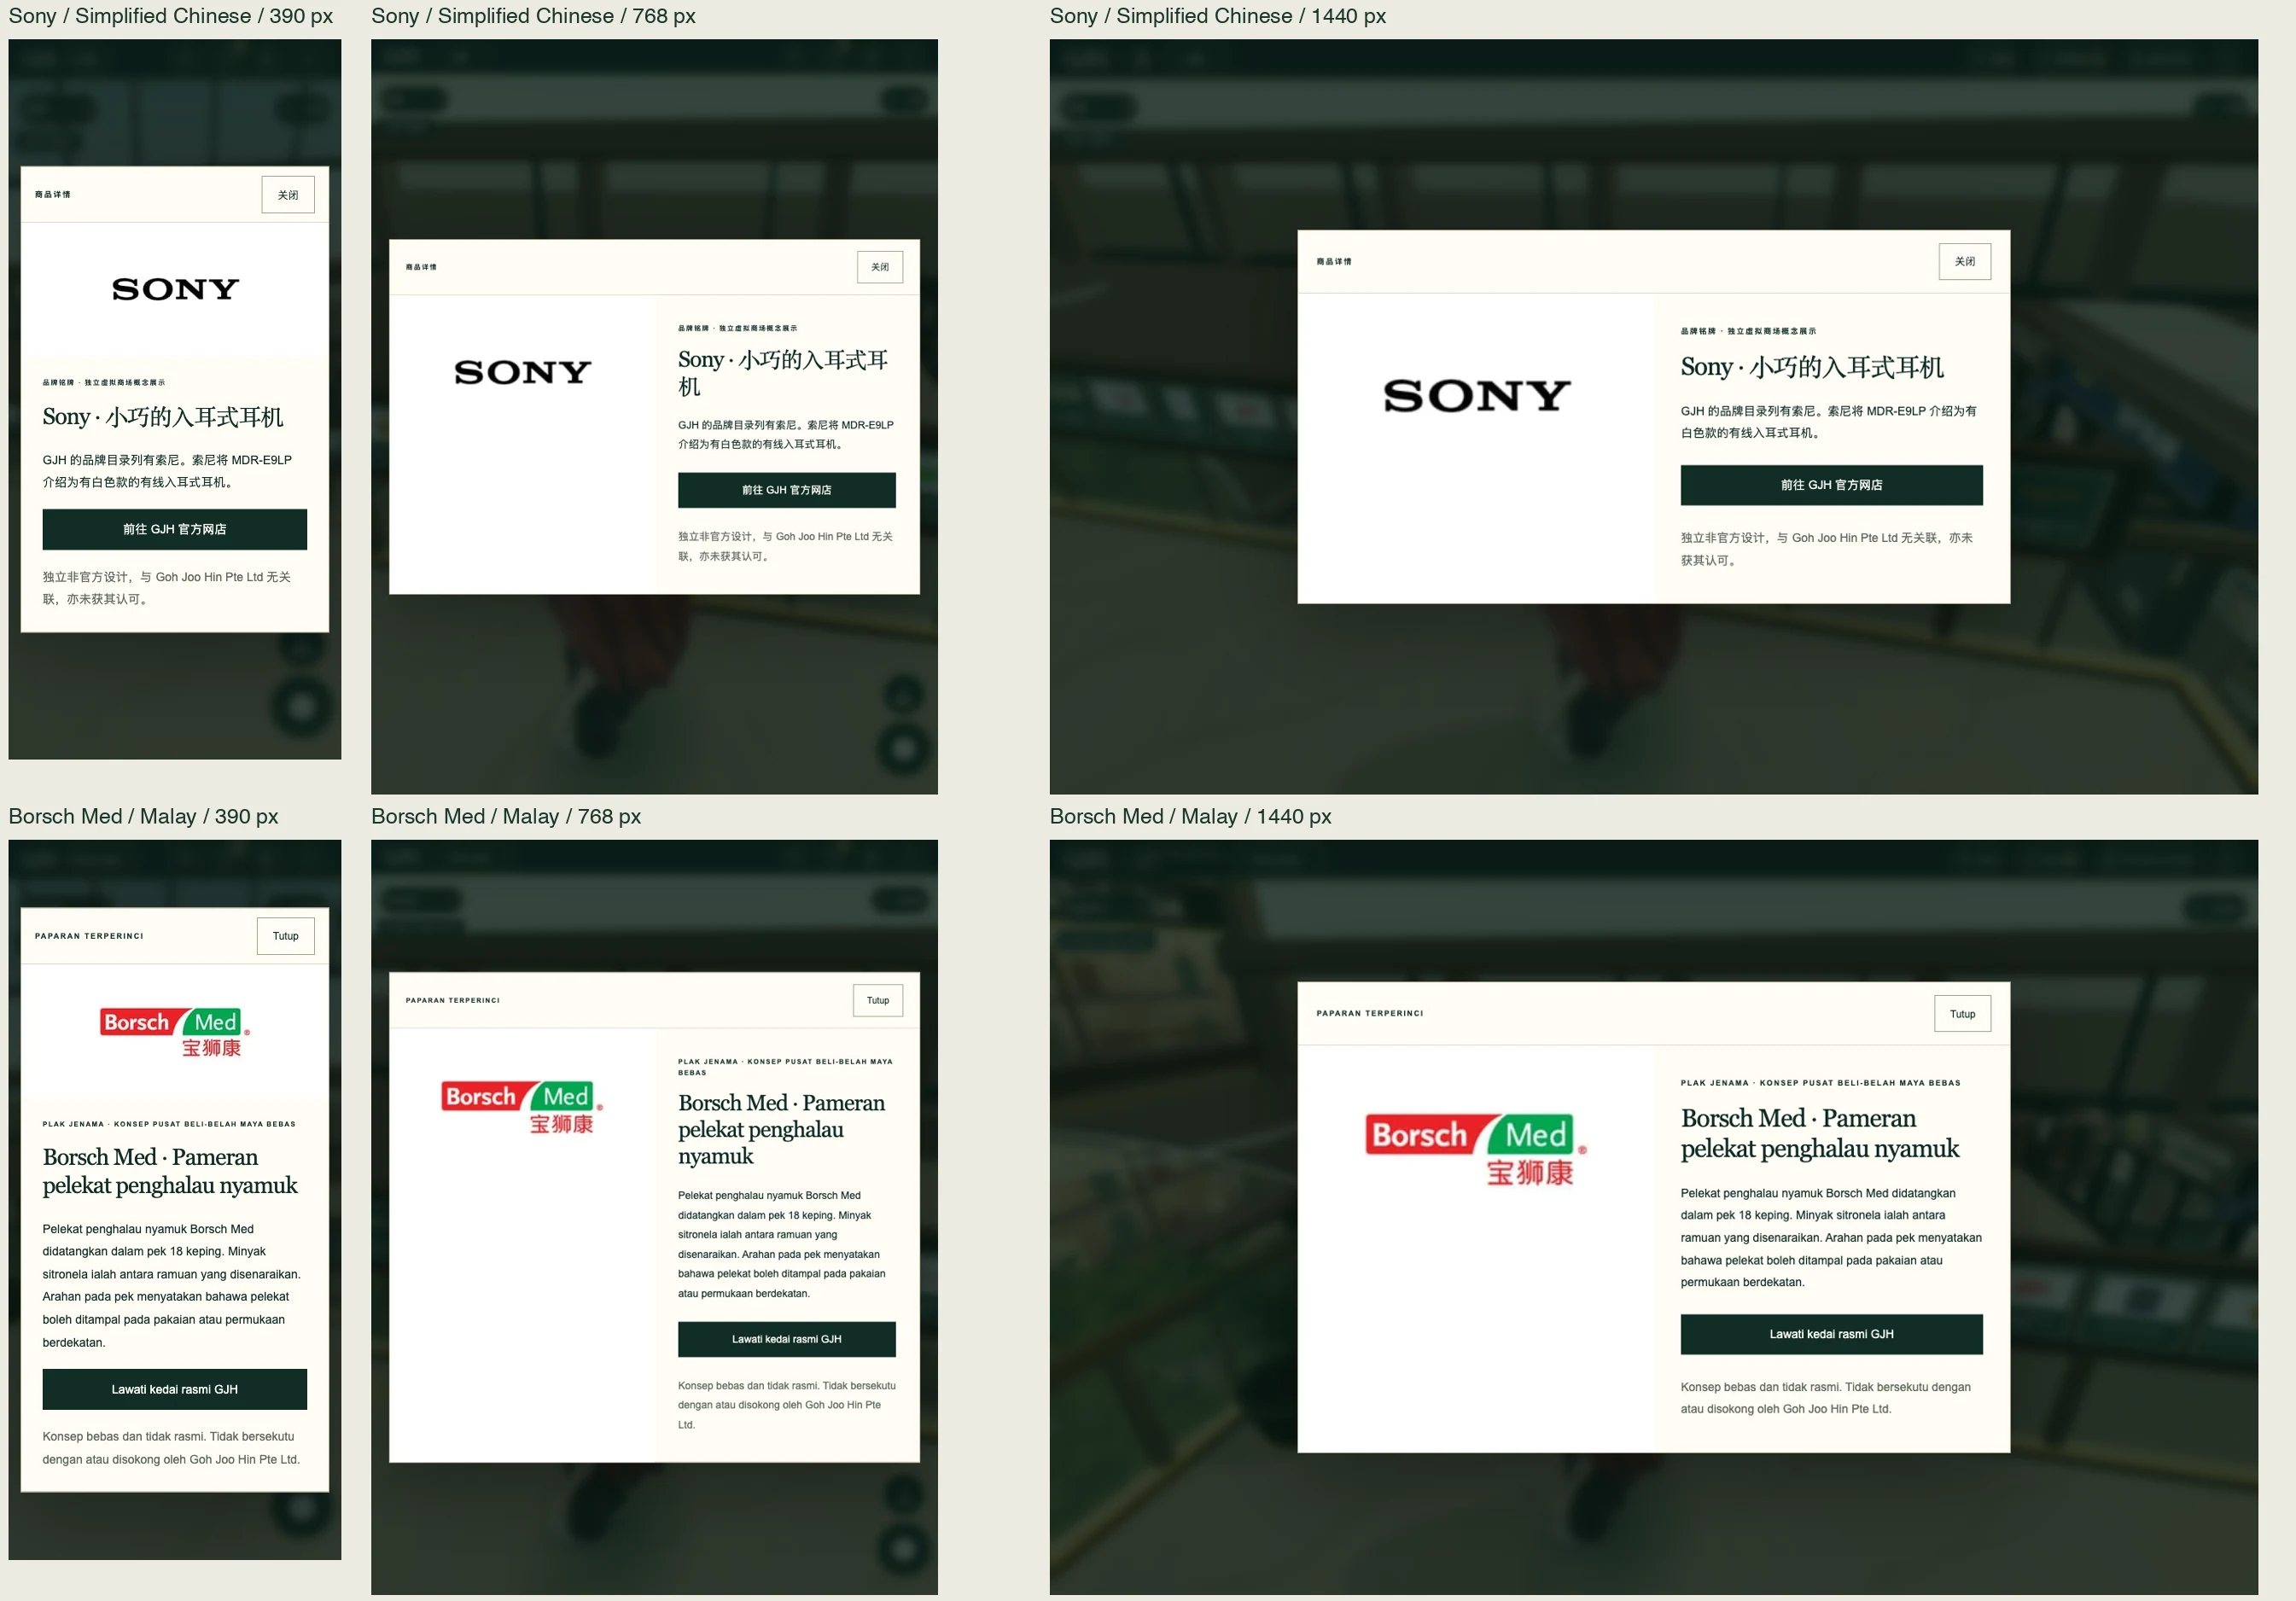 Sony / Simplified Chinese / 390 px
商品详情
关闭
SONY
品牌铭牌 · 独立虚拟商场概念展示
Sony · 小巧的入耳式耳机
GJH 的品牌目录列有索尼。索尼将 MDR-E9LP
介绍为有白色款的有线入耳式耳机。
前往 GJH 官方网店
独立非官方设计，与 Goh Joo Hin Pte Ltd 无关
联，亦未获其认可。
Sony / Simplified Chinese / 768 px
商品详情
关闭
SONY
品牌铭牌 · 独立虚拟商场概念展示
Sony · 小巧的入耳式耳
机
GJH 的品牌目录列有索尼。索尼将 MDR-E9LP
介绍为有白色款的有线入耳式耳机。
前往 GJH 官方网店
独立非官方设计，与 Goh Joo Hin Pte Ltd 无关
联，亦未获其认可。
Sony / Simplified Chinese / 1440 px
商品详情
关闭
SONY
品牌铭牌 · 独立虚拟商场概念展示
Sony · 小巧的入耳式耳机
GJH 的品牌目录列有索尼。索尼将 MDR-E9LP 介绍为有
白色款的有线入耳式耳机。
前往 GJH 官方网店
独立非官方设计，与 Goh Joo Hin Pte Ltd 无关联，亦未
获其认可。
Borsch Med / Malay / 390 px
PAPARAN TERPERINCI
Tutup
Borsch Med ®
宝狮康
PLAK JENAMA · KONSEP PUSAT BELI-BELAH MAYA BEBAS
Borsch Med · Pameran
pelekat penghalau nyamuk
Pelekat penghalau nyamuk Borsch Med
didatangkan dalam pek 18 keping. Minyak
sitronela ialah antara ramuan yang disenaraikan.
Arahan pada pek menyatakan bahawa pelekat
boleh ditampal pada pakaian atau permukaan
berdekatan.
Lawati kedai rasmi GJH
Konsep bebas dan tidak rasmi. Tidak bersekutu
dengan atau disokong oleh Goh Joo Hin Pte Ltd.
Borsch Med / Malay / 768 px
PAPARAN TERPERINCI
Tutup
Borsch Med ®
宝狮康
PLAK JENAMA · KONSEP PUSAT BELI-BELAH MAYA
BEBAS
Borsch Med · Pameran
pelekat penghalau
nyamuk
Pelekat penghalau nyamuk Borsch Med
didatangkan dalam pek 18 keping. Minyak
sitronela ialah antara ramuan yang
disenaraikan. Arahan pada pek menyatakan
bahawa pelekat boleh ditampal pada pakaian
atau permukaan berdekatan.
Lawati kedai rasmi GJH
Konsep bebas dan tidak rasmi. Tidak bersekutu
dengan atau disokong oleh Goh Joo Hin Pte
Ltd.
Borsch Med / Malay / 1440 px
PAPARAN TERPERINCI
Tutup
Borsch Med ®
宝狮康
PLAK JENAMA · KONSEP PUSAT BELI-BELAH MAYA BEBAS
Borsch Med · Pameran
pelekat penghalau nyamuk
Pelekat penghalau nyamuk Borsch Med didatangkan
dalam pek 18 keping. Minyak sitronela ialah antara
ramuan yang disenaraikan. Arahan pada pek menyatakan
bahawa pelekat boleh ditampal pada pakaian atau
permukaan berdekatan.
Lawati kedai rasmi GJH
Konsep bebas dan tidak rasmi. Tidak bersekutu dengan
atau disokong oleh Goh Joo Hin Pte Ltd.